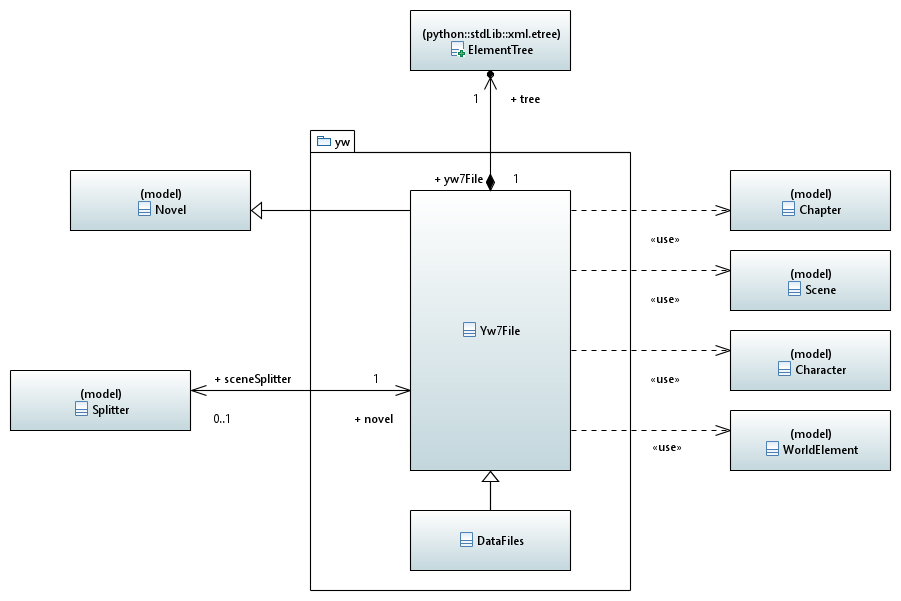 (python::stdLib::xml.etree)
ElementTree
1
+ tree
yw
+ yw7File
1
(model)
Novel
(model)
Chapter
«use»
(model)
Scene
«use»
Yw7File
(model)
Character
«use»
(model)
Splitter
+ sceneSplitter
1
0..1
+ novel
(model)
WorldElement
«use»
DataFiles